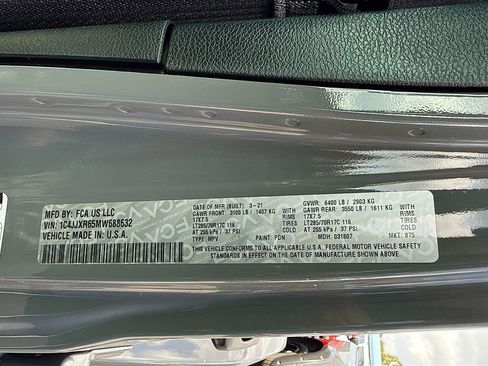 MFD BY: FCA US LLC
VIN: 1C4JJXR65MW588632
VEHICLE MADE IN: U.S.A.
DATE OF MFR (BUILT): 3-21
GAWR FRONT: 3100 LB / 1407 KG
17X7.5 RIMS
LT285/70R17C 116 TIRES
AT 255 kPa / 37 PSI COLD
TYPE: MPV PAINT: PDN
GVWR: 6400 LB / 2903 KG
GAWR REAR: 3550 LB / 1611 KG
17X7.5 RIMS
LT285/70R17C 116 TIRES
AT 255 kPa / 37 PSI COLD
MDH: 031807 MKT: 875
THIS VEHICLE CONFORMS TO ALL APPLICABLE U.S.A. FEDERAL MOTOR VEHICLE SAFETY
STANDARDS IN EFFECT ON THE DATE OF MANUFACTURE SHOWN ABOVE.